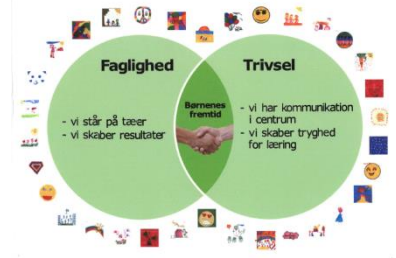 Faglighed
- vi står på tæer
- vi skaber resultater
Børnenes
fremtid
Trivsel
- vi har kommunikation
i centrum
- vi skaber tryghed
for læring